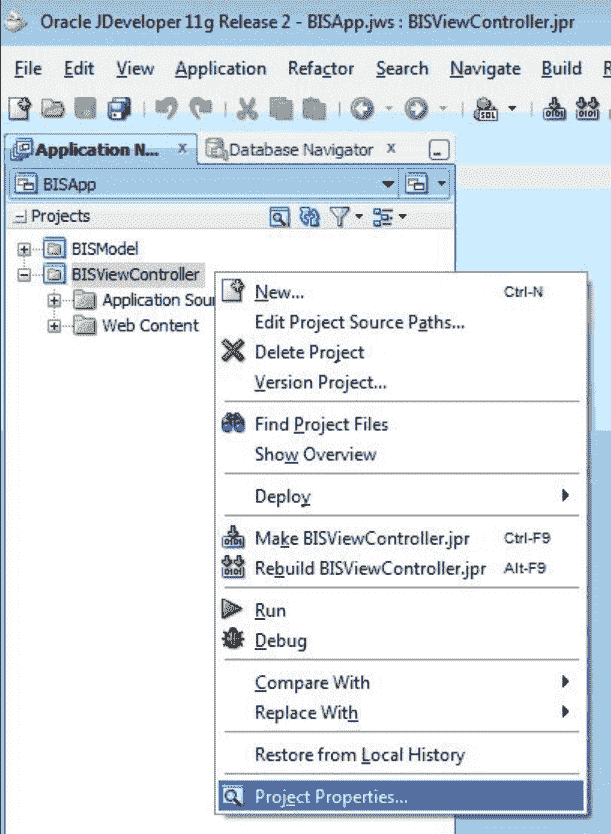 Oracle JDeveloper 11g Release 2 - BISApp.jws : BISViewController.jpr
File Edit View Application Refactor Search Navigate Build R
Application N... x Database Navigator x
BISApp
Projects
BISModel
BISViewController
Application Sour
Web Content
New... Ctrl-N
Edit Project Source Paths...
Delete Project
Version Project...
Find Project Files
Show Overview
Deploy
Make BISViewController.jpr Ctrl-F9
Rebuild BISViewController.jpr Alt-F9
Run
Debug
Compare With
Replace With
Restore from Local History
Project Properties...